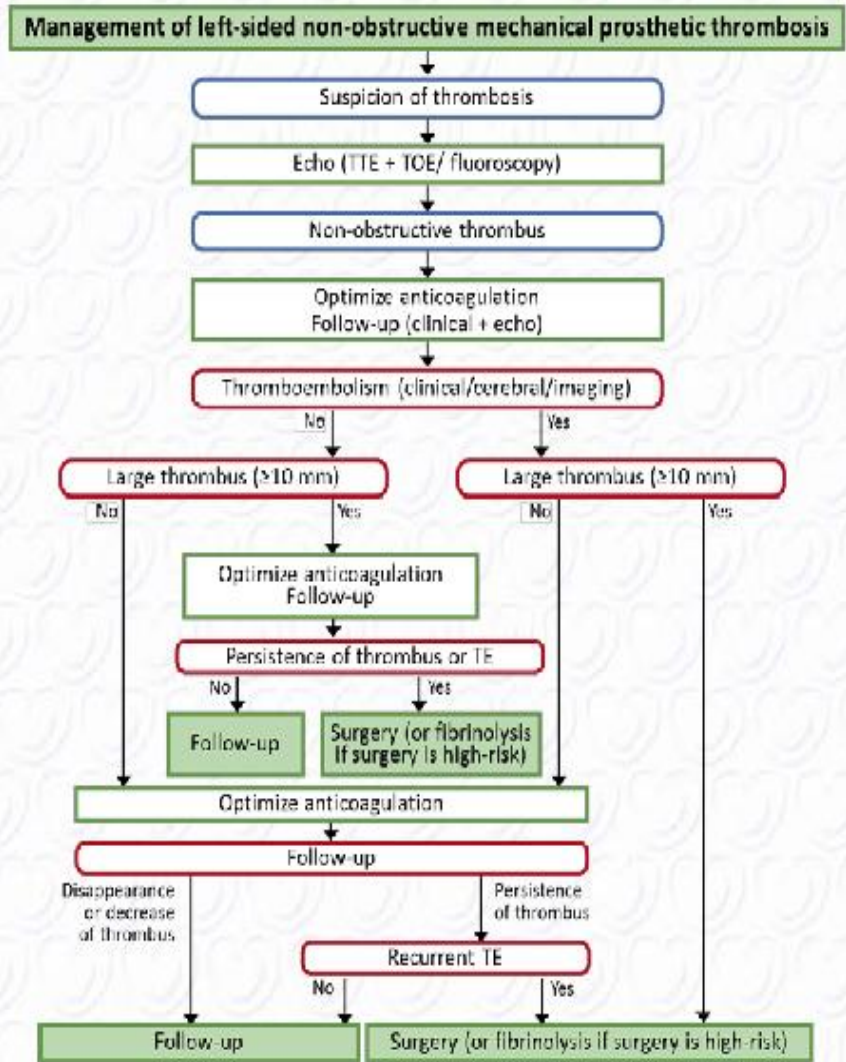 Management of left-sided non-obstructive mechanical prosthetic thrombosis
Suspicion of thrombosis
Echo (TTE + TOE/ fluoroscopy)
Non-obstructive thrombus
Optimize anticoagulation
Follow-up (clinical + echo)
Thromboembolism (clinical/cerebral/imaging)
No
Yes
Large thrombus (≥10 mm)
Large thrombus (≥10 mm)
No
Yes
No
Yes
Optimize anticoagulation
Follow-up
Persistence of thrombus or TE
No
Yes
Follow-up
Surgery (or fibrinolysis
if surgery is high-risk)
Optimize anticoagulation
Follow-up
Disappearance
or decrease
of thrombus
Persistence
of thrombus
Recurrent TE
No
Yes
Follow-up
Surgery (or fibrinolysis if surgery is high-risk)